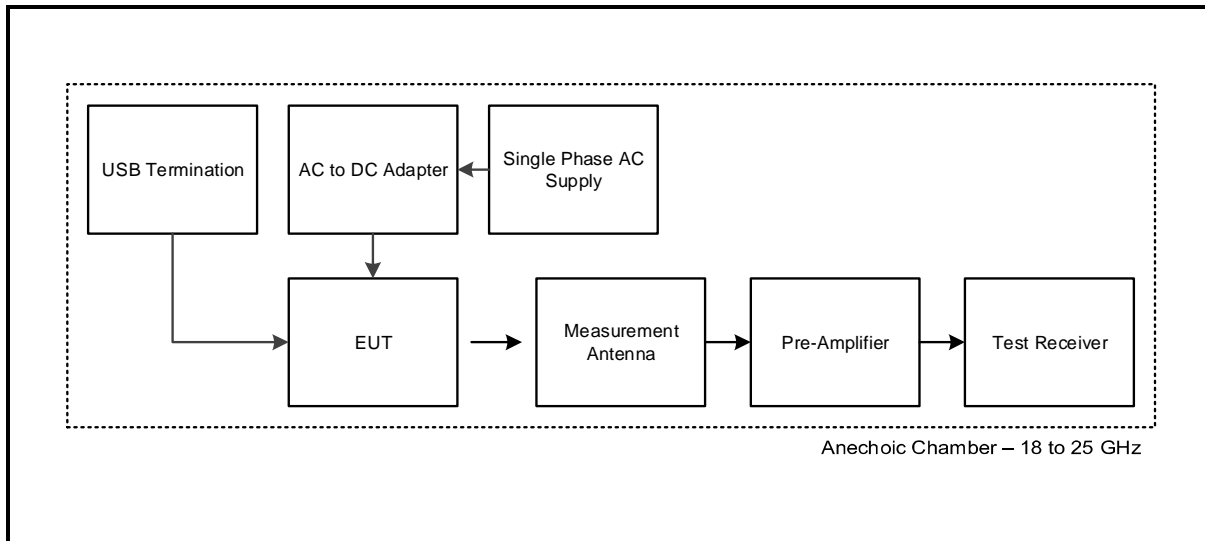 USB Termination
AC to DC Adapter
Single Phase AC
Supply
EUT
Measurement
Antenna
Pre-Amplifier
Test Receiver
Anechoic Chamber – 18 to 25 GHz